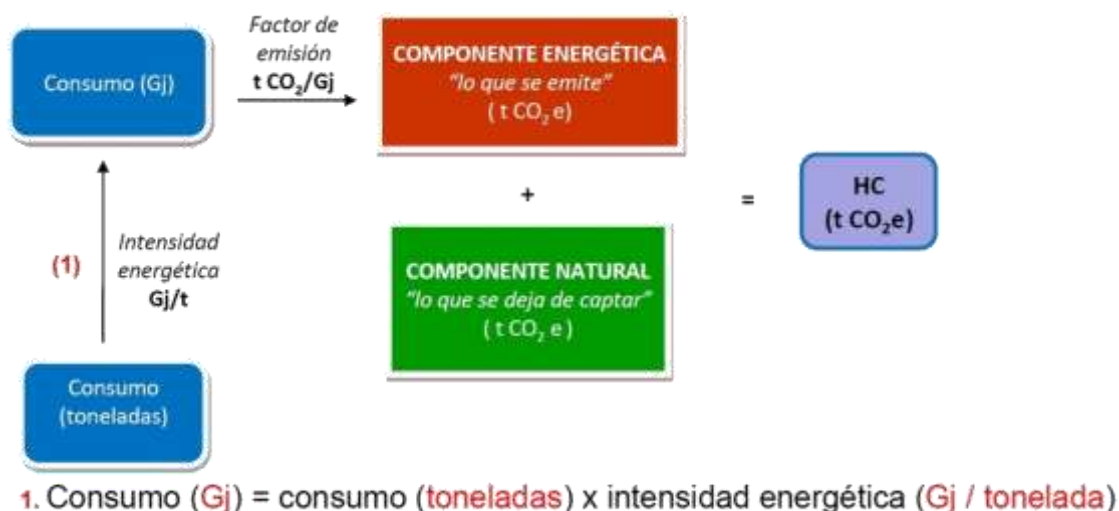 Consumo (Gj)
Factor de
emisión
t CO₂/Gj
COMPONENTE ENERGÉTICA
"lo que se emite"
( t CO₂ e)
+
=
HC
(t CO₂e)
(1)
Intensidad
energética
Gj/t
COMPONENTE NATURAL
"lo que se deja de captar"
( t CO₂ e )
Consumo
(toneladas)
1. Consumo (Gj) = consumo (toneladas) x intensidad energética (Gj / tonelada)